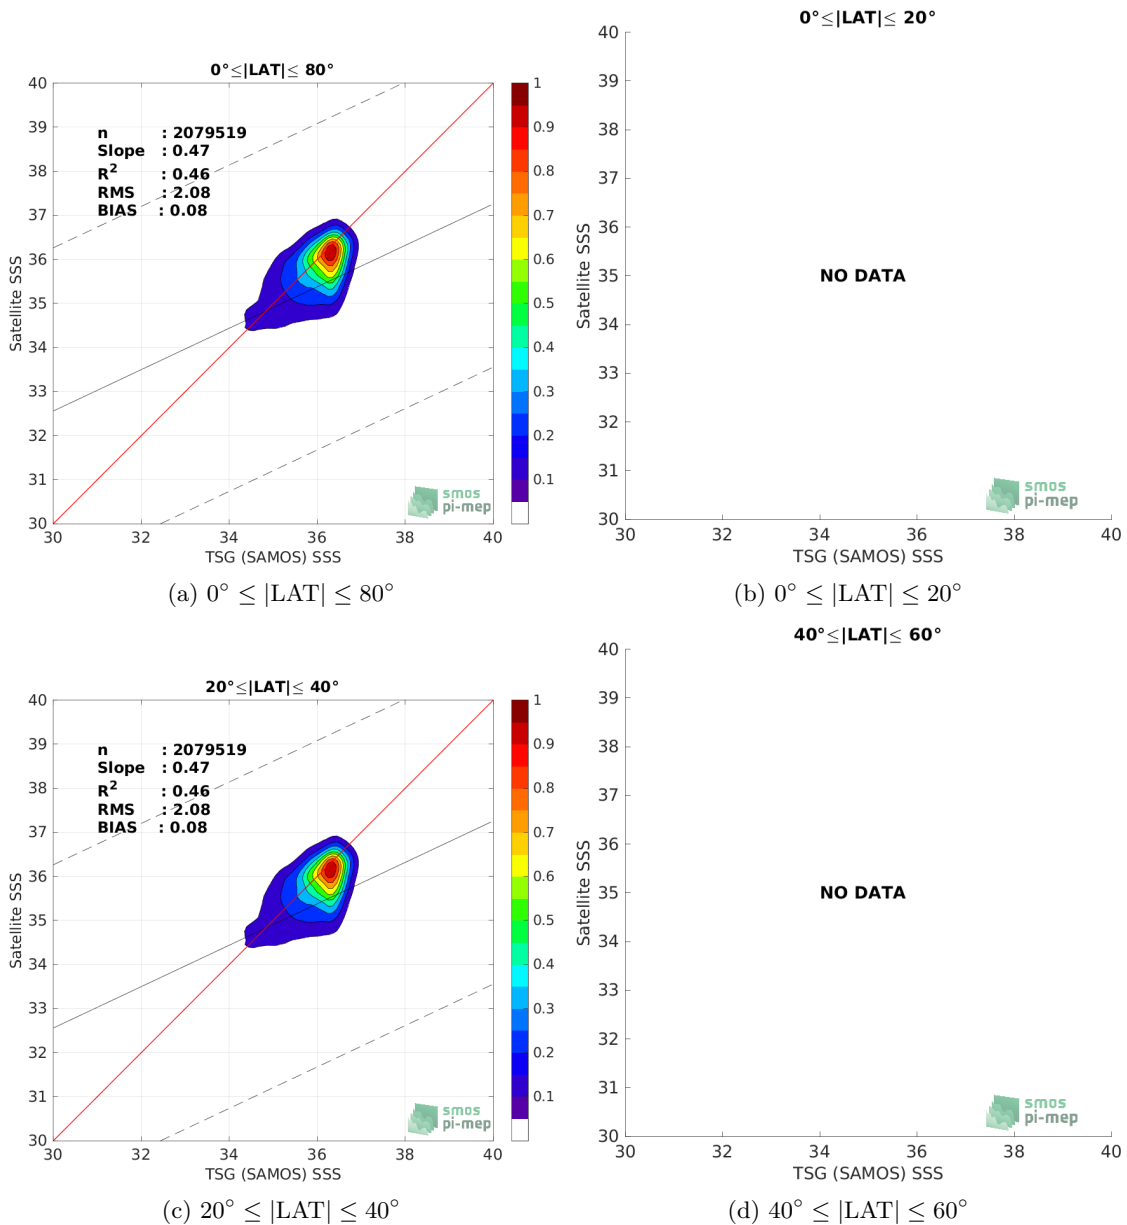 0°≤|LAT|≤ 80°
n : 2079519
Slope : 0.47
R² : 0.46
RMS : 2.08
BIAS : 0.08
Satellite SSS
40
39
38
37
36
35
34
33
32
31
30
30 32 34 36 38 40
TSG (SAMOS) SSS
1
0.9
0.8
0.7
0.6
0.5
0.4
0.3
0.2
0.1
smos
pi-mep
(a) 0° ≤ |LAT| ≤ 80°
0°≤|LAT|≤ 20°
Satellite SSS
40
39
38
37
36
35
34
33
32
31
30
NO DATA
smos
pi-mep
30 32 34 36 38 40
TSG (SAMOS) SSS
(b) 0° ≤ |LAT| ≤ 20°
20°≤|LAT|≤ 40°
n : 2079519
Slope : 0.47
R² : 0.46
RMS : 2.08
BIAS : 0.08
Satellite SSS
40
39
38
37
36
35
34
33
32
31
30
30 32 34 36 38 40
TSG (SAMOS) SSS
1
0.9
0.8
0.7
0.6
0.5
0.4
0.3
0.2
0.1
smos
pi-mep
(c) 20° ≤ |LAT| ≤ 40°
40°≤|LAT|≤ 60°
Satellite SSS
40
39
38
37
36
35
34
33
32
31
30
NO DATA
smos
pi-mep
30 32 34 36 38 40
TSG (SAMOS) SSS
(d) 40° ≤ |LAT| ≤ 60°